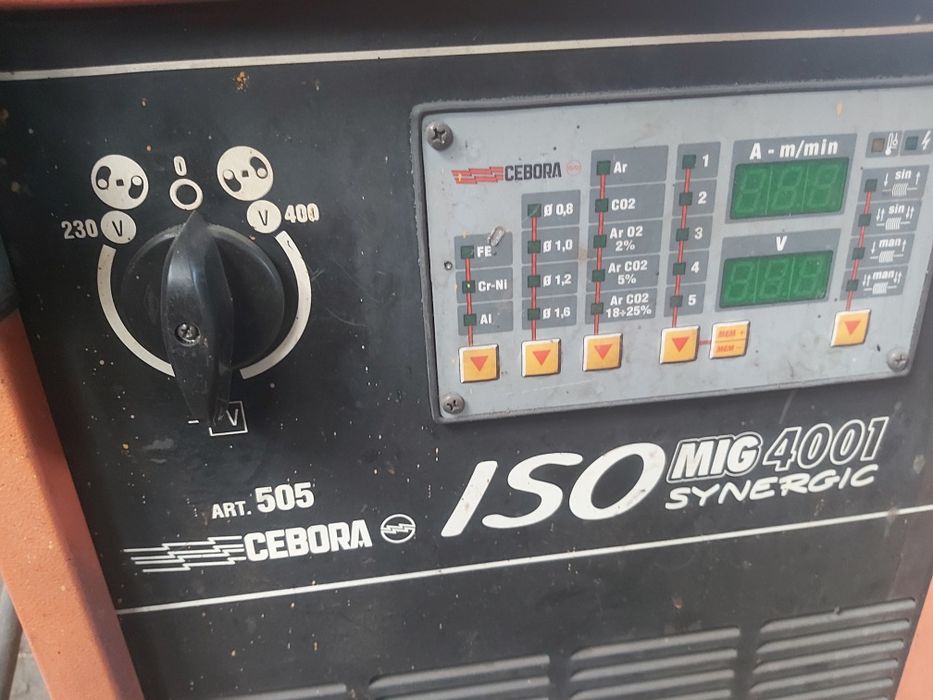 0
230 V
V 400
V
ART. 505
CEBORA
CEBORA
FE
Cr-Ni
Al
Ø 0,8
Ø 1,0
Ø 1,2
Ø 1,6
Ar
CO2
Ar O2
2%
Ar CO2
5%
Ar CO2
18÷25%
1
2
3
4
5
MEM +
MEM -
A - m/min
V
sin
sin
man
man
ISO MIG 4001
SYNERGIC